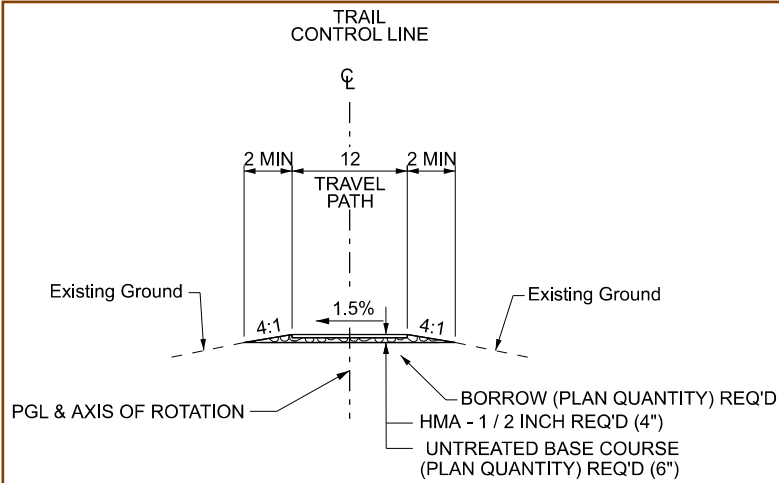 TRAIL
CONTROL LINE
℄
2 MIN 12 2 MIN
TRAVEL
PATH
Existing Ground
1.5%
Existing Ground
4:1
4:1
PGL & AXIS OF ROTATION
BORROW (PLAN QUANTITY) REQ'D
HMA - 1 / 2 INCH REQ'D (4")
UNTREATED BASE COURSE
(PLAN QUANTITY) REQ'D (6")